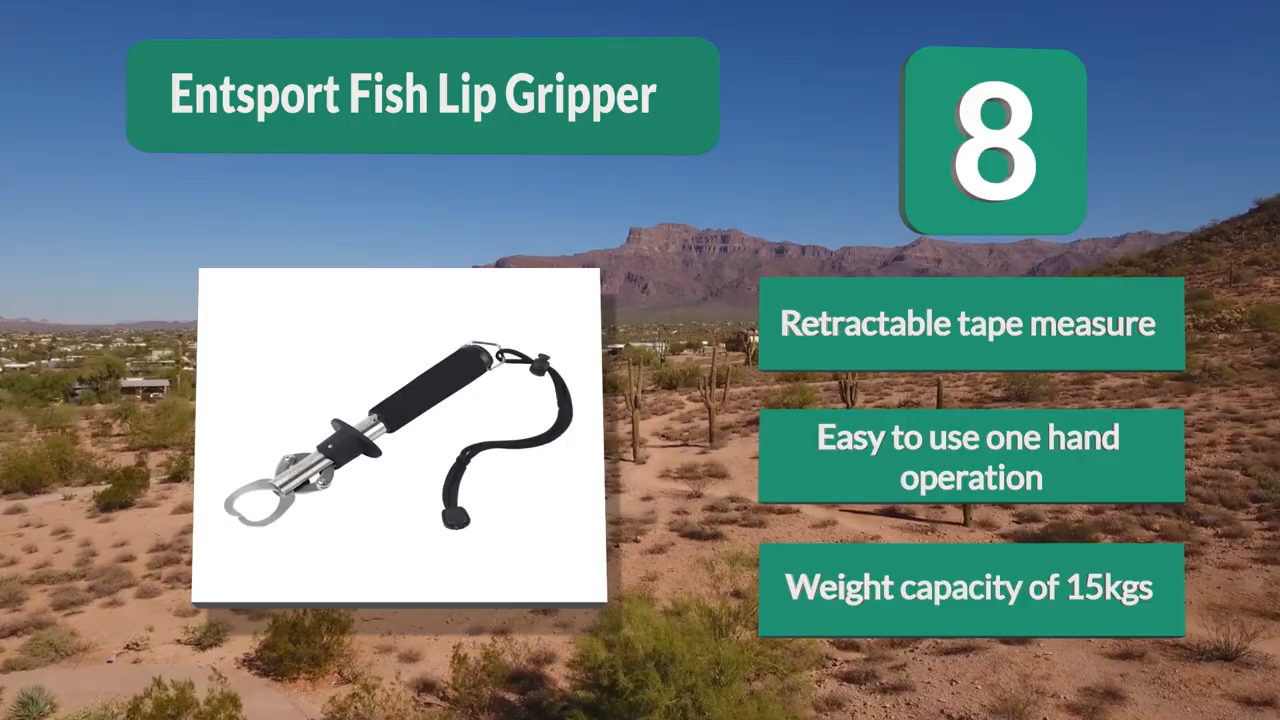 Entsport Fish Lip Gripper
8
Retractable tape measure
Easy to use one hand
operation
Weight capacity of 15kgs